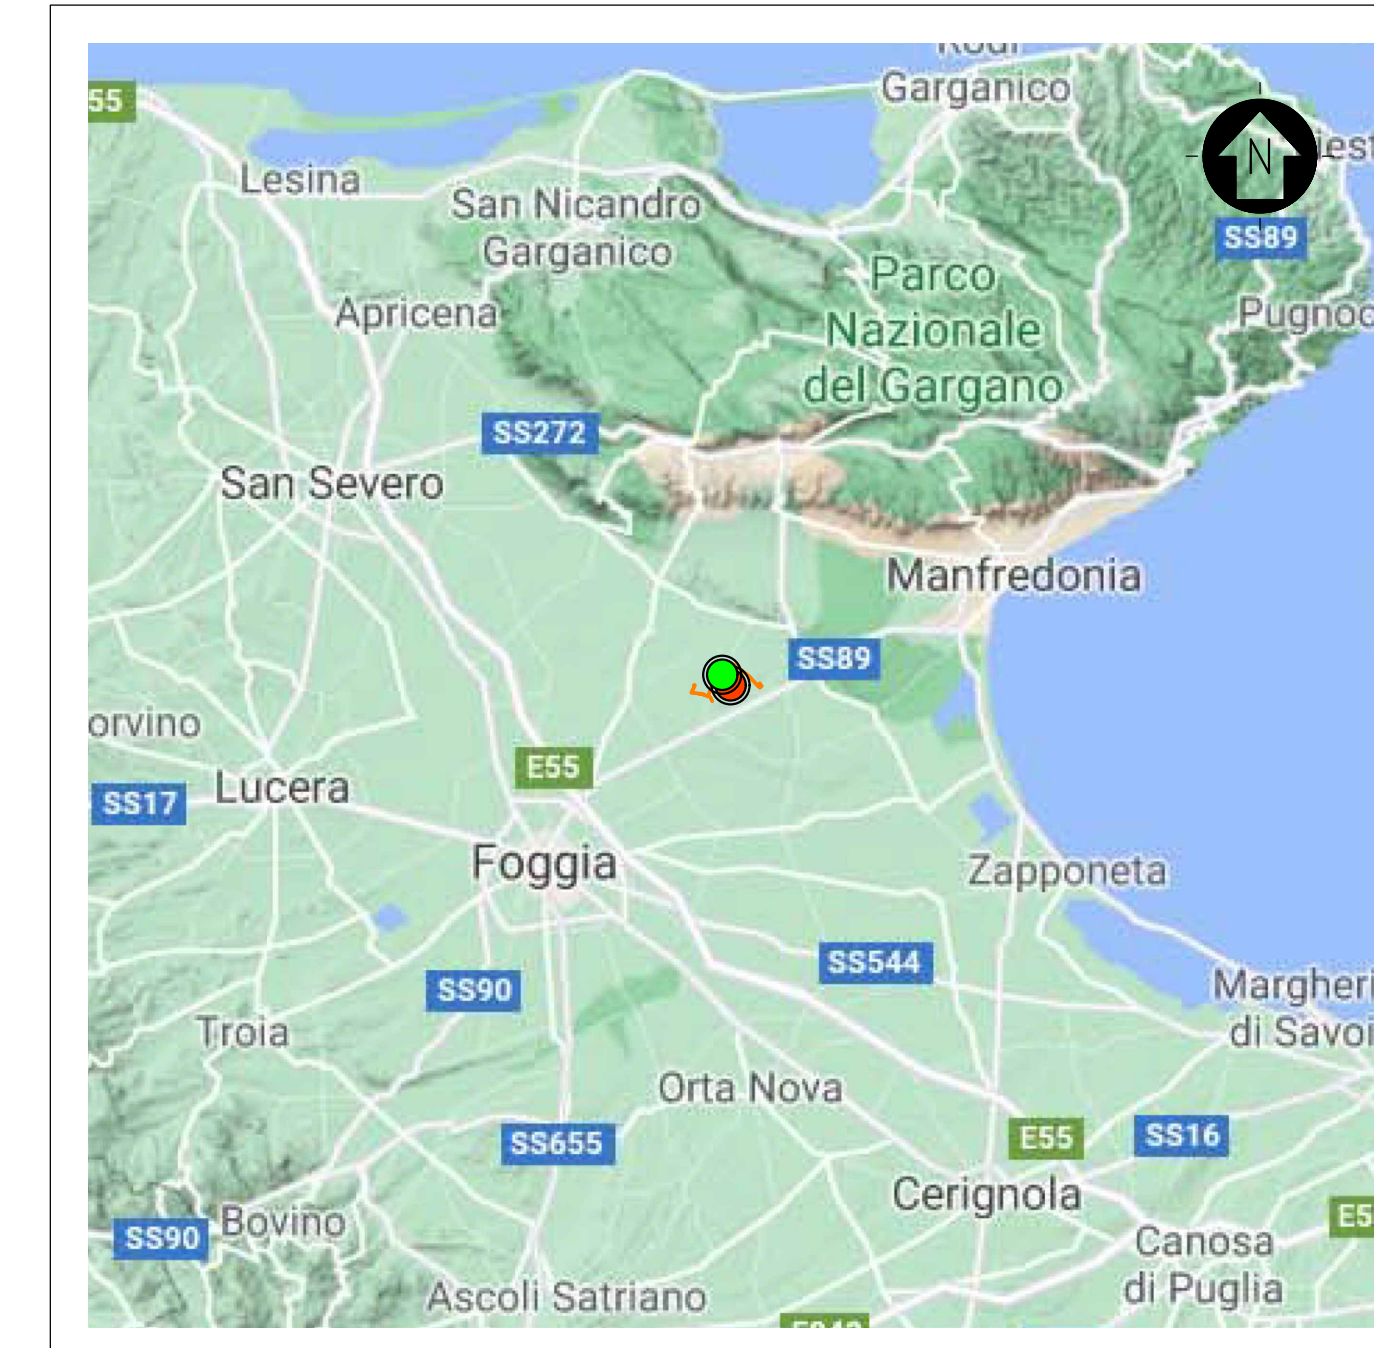 Garganico
55
N
Lesina
San Nicandro
Garganico
SS89
Parco
Nazionale
del Gargano
Apricena
SS272
San Severo
Manfredonia
SS89
orvino
E55
Lucera
SS17
Foggia
Zapponeta
SS544
SS90
Margheri
di Savoi
Troia
Orta Nova
E55
SS16
SS655
Cerignola
Bovino
SS90
E5
Canosa
di Puglia
Ascoli Satriano